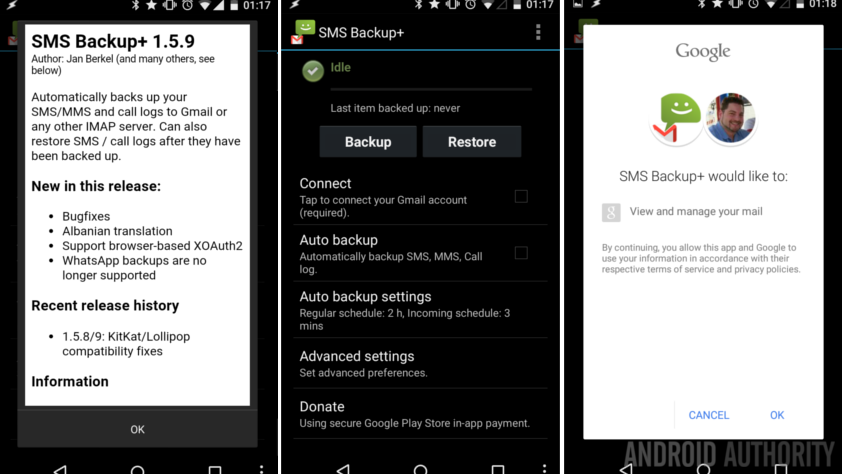 01:17
SMS Backup+ 1.5.9
Author: Jan Berkel (and many others, see
below)
Automatically backs up your
SMS/MMS and call logs to Gmail or
any other IMAP server. Can also
restore SMS / call logs after they have
been backed up.
New in this release:
• Bugfixes
• Albanian translation
• Support browser-based XOAuth2
• WhatsApp backups are no
longer supported
Recent release history
• 1.5.8/9: KitKat/Lollipop
compatibility fixes
Information
OK
01:17
SMS Backup+
Idle
Last item backed up: never
Backup
Restore
Connect
Tap to connect your Gmail account
(required).
Auto backup
Automatically backup SMS, MMS, Call
log.
Auto backup settings
Regular schedule: 2 h, Incoming schedule: 3
mins
Advanced settings
Set advanced preferences.
Donate
Using secure Google Play Store in-app payment.
01:18
Google
SMS Backup+ would like to:
g View and manage your mail
By continuing, you allow this app and Google to
use your information in accordance with their
respective terms of service and privacy policies.
CANCEL
OK
ANDROID AUTHORITY